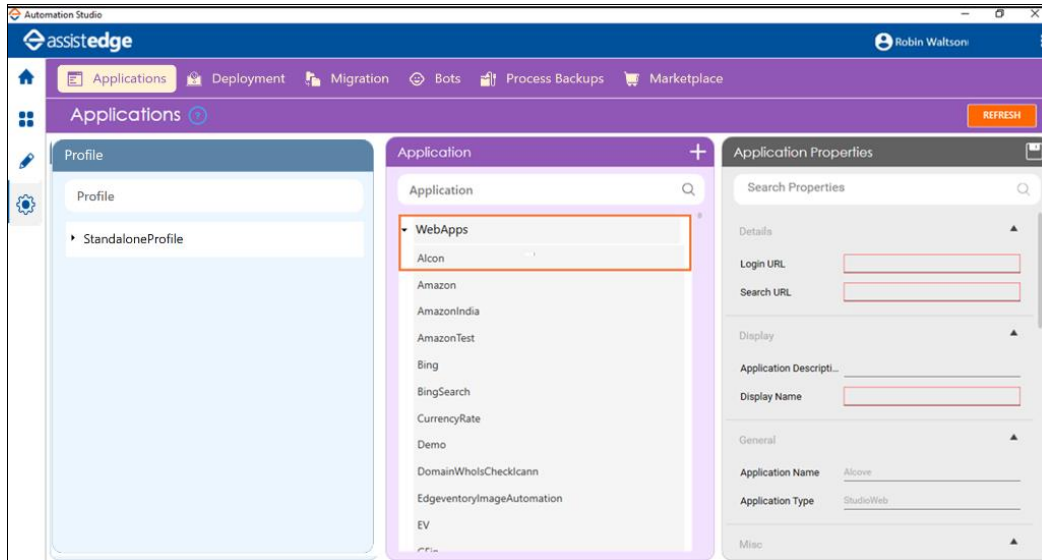 Automation Studio
assistedge
Robin Waltson
Applications Deployment Migration Bots Process Backups Marketplace
Applications ?
REFRESH
Profile
Profile
StandaloneProfile
Application
Application
WebApps
Alcon
Amazon
AmazonIndia
AmazonTest
Bing
BingSearch
CurrencyRate
Demo
DomainWhoIsCheckIcann
EdgeventoryImageAutomation
EV
Application Properties
Search Properties
Details
Login URL
Search URL
Display
Application Descripti...
Display Name
General
Application Name Alcove
Application Type StudioWeb
Misc